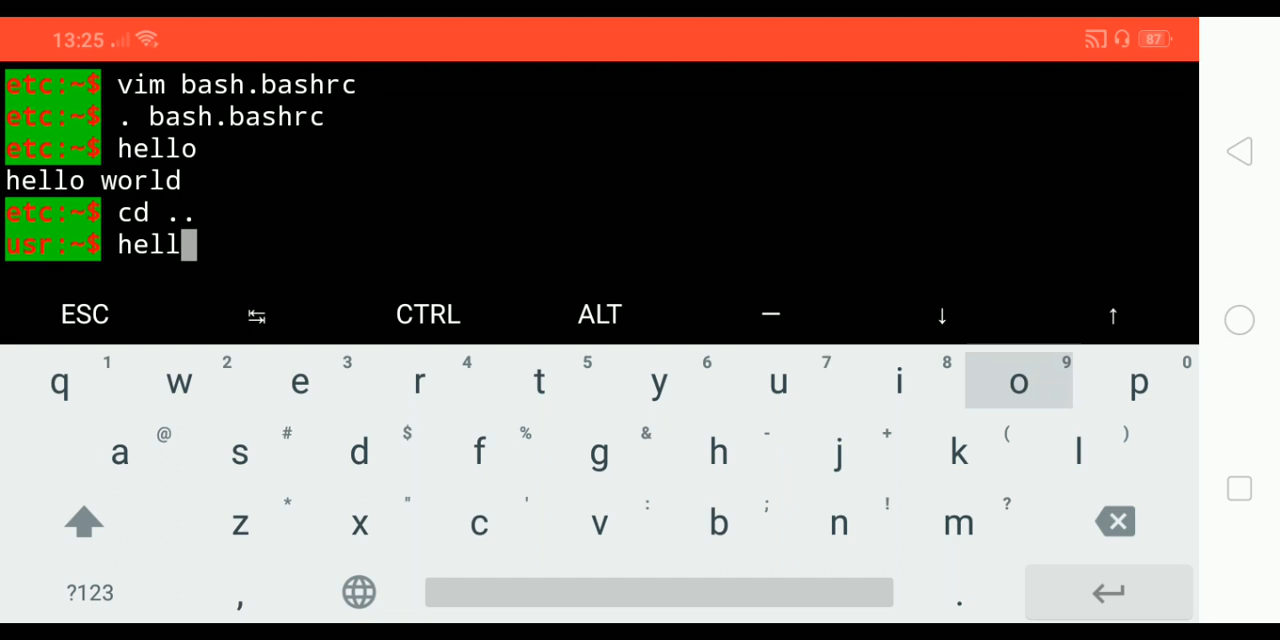 13:25 87
etc:~$ vim bash.bashrc
etc:~$ . bash.bashrc
etc:~$ hello
hello world
etc:~$ cd ..
usr:~$ hell
ESC ↹ CTRL ALT — ↓ ↑
1 2 3 4 5 6 7 8 9 0
q w e r t y u i o p
@ # $ % & - + ( )
a s d f g h j k l
* " ' : ; ! ?
z x c v b n m
?123 , .